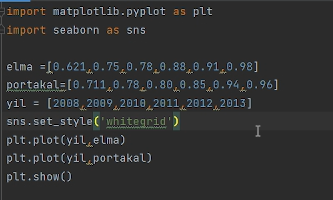 import matplotlib.pyplot as plt
import seaborn as sns
elma =[0.621,0.75,0.78,0.88,0.91,0.98]
portakal=[0.711,0.78,0.80,0.85,0.94,0.96]
yil = [2008,2009,2010,2011,2012,2013]
sns.set_style('whitegrid')
plt.plot(yil,elma)
plt.plot(yil,portakal)
plt.show()